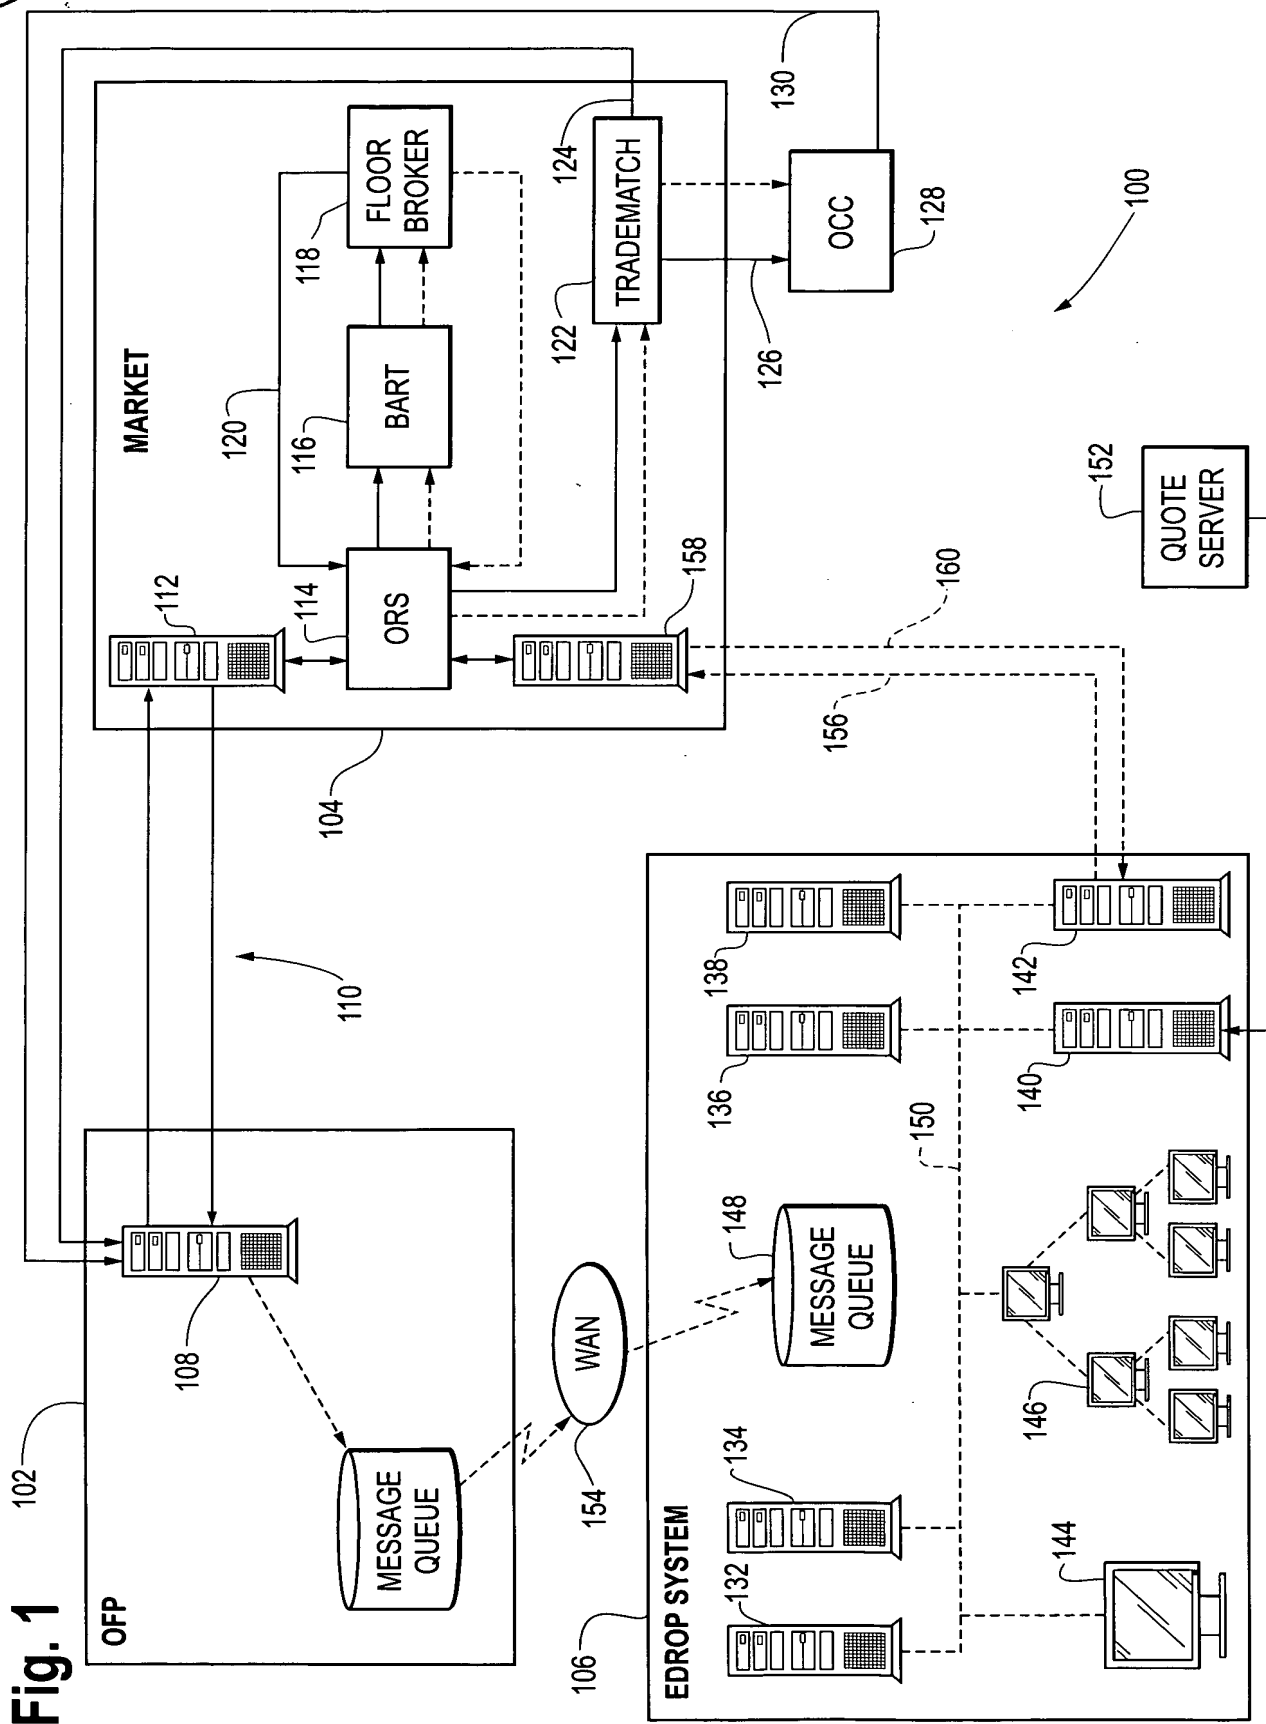 Fig. 1
102
OFP
108
MESSAGE
QUEUE
110
154
WAN
104
MARKET
112
114
ORS
116
BART
118
FLOOR
BROKER
120
122
TRADEMATCH
124
126
OCC
128
130
158
156
160
100
152
QUOTE
SERVER
106
EDROP SYSTEM
132
134
136
138
148
MESSAGE
QUEUE
150
140
142
144
146